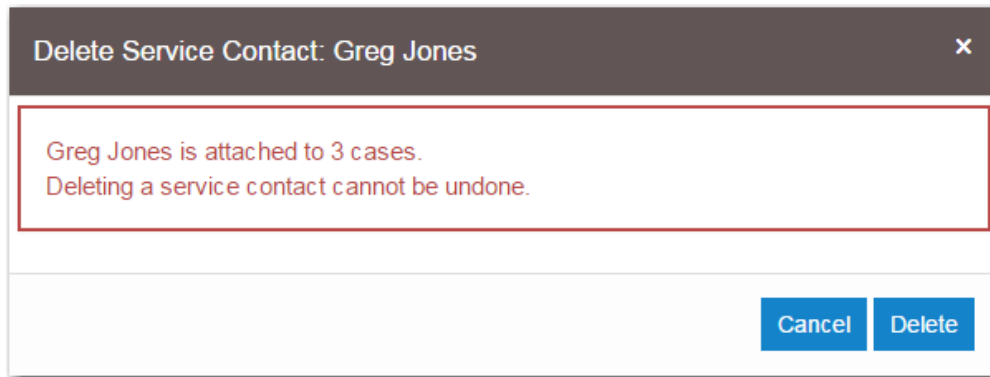 Delete Service Contact: Greg Jones ×
Greg Jones is attached to 3 cases.
Deleting a service contact cannot be undone.
Cancel Delete